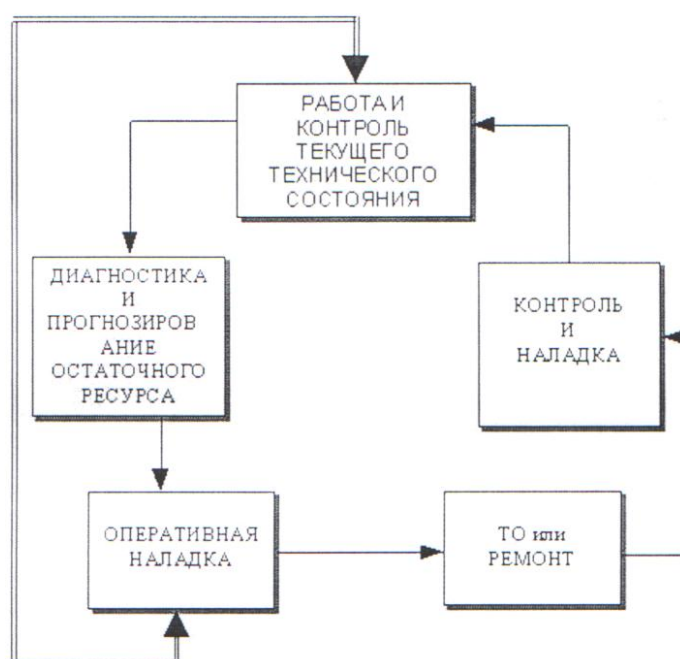 РАБОТА И
КОНТРОЛЬ
ТЕКУЩЕГО
ТЕХНИЧЕСКОГО
СОСТОЯНИЯ
ДИАГНОСТИКА
И
ПРОГНОЗИРОВ
АНИЕ
ОСТАТОЧНОГО
РЕСУРСА
КОНТРОЛЬ
И
НАЛАДКА
ОПЕРАТИВНАЯ
НАЛАДКА
ТО или
РЕМОНТ